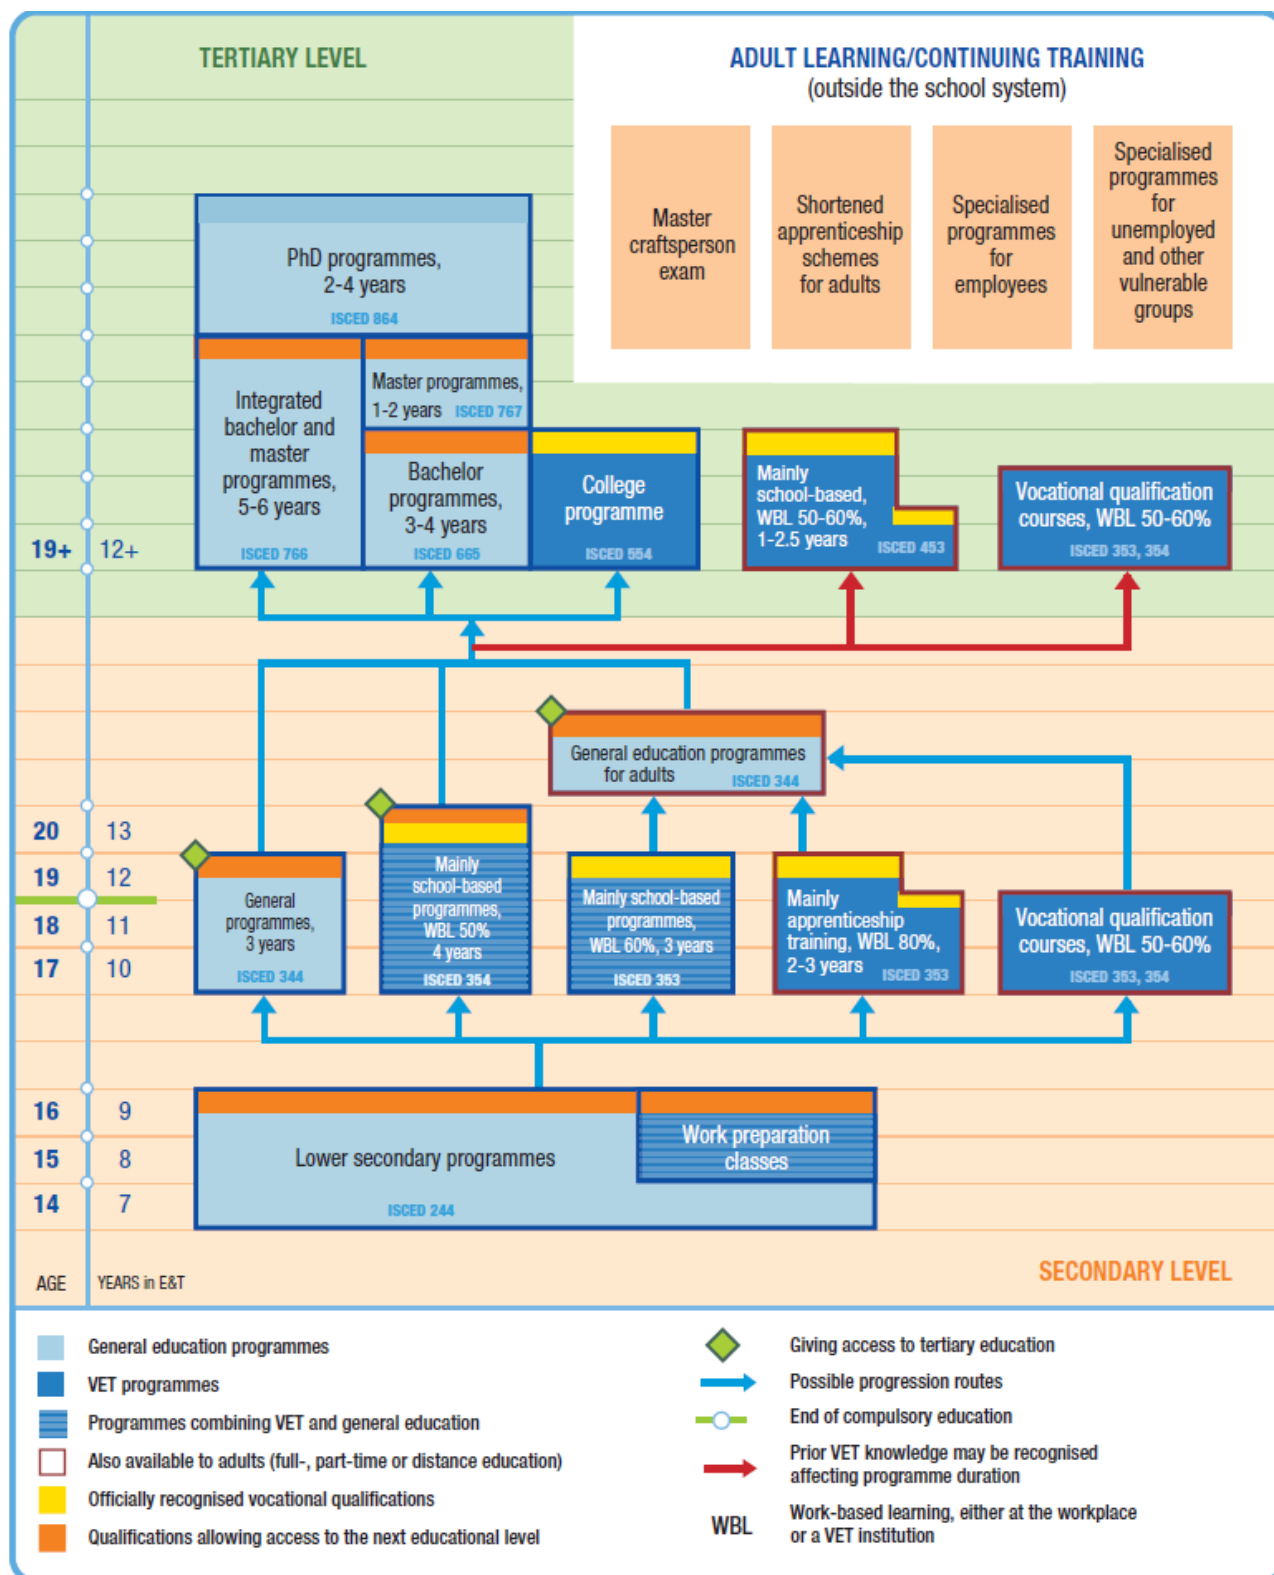 TERTIARY LEVEL
ADULT LEARNING/CONTINUING TRAINING
(outside the school system)
Master
craftsperson
exam
Shortened
apprenticeship
schemes
for adults
Specialised
programmes
for
employees
Specialised
programmes
for
unemployed
and other
vulnerable
groups
PhD programmes,
2-4 years
ISCED 864
Integrated
bachelor and
master
programmes,
5-6 years
ISCED 766
Master programmes,
1-2 years ISCED 767
Bachelor
programmes,
3-4 years
ISCED 665
College
programme
ISCED 554
Mainly
school-based,
WBL 50-60%,
1-2.5 years
ISCED 453
Vocational qualification
courses, WBL 50-60%
ISCED 353, 354
19+ 12+
General education programmes
for adults ISCED 344
20 13
19 12
18 11
17 10
General
programmes,
3 years
ISCED 344
Mainly
school-based
programmes,
WBL 50%
4 years
ISCED 354
Mainly school-based
programmes,
WBL 60%, 3 years
ISCED 353
Mainly
apprenticeship
training, WBL 80%,
2-3 years ISCED 353
Vocational qualification
courses, WBL 50-60%
ISCED 353, 354
16 9
15 8
14 7
Lower secondary programmes
ISCED 244
Work preparation
classes
AGE YEARS in E&T
SECONDARY LEVEL
General education programmes
VET programmes
Programmes combining VET and general education
Also available to adults (full-, part-time or distance education)
Officially recognised vocational qualifications
Qualifications allowing access to the next educational level
Giving access to tertiary education
Possible progression routes
End of compulsory education
Prior VET knowledge may be recognised
affecting programme duration
WBL
Work-based learning, either at the workplace
or a VET institution